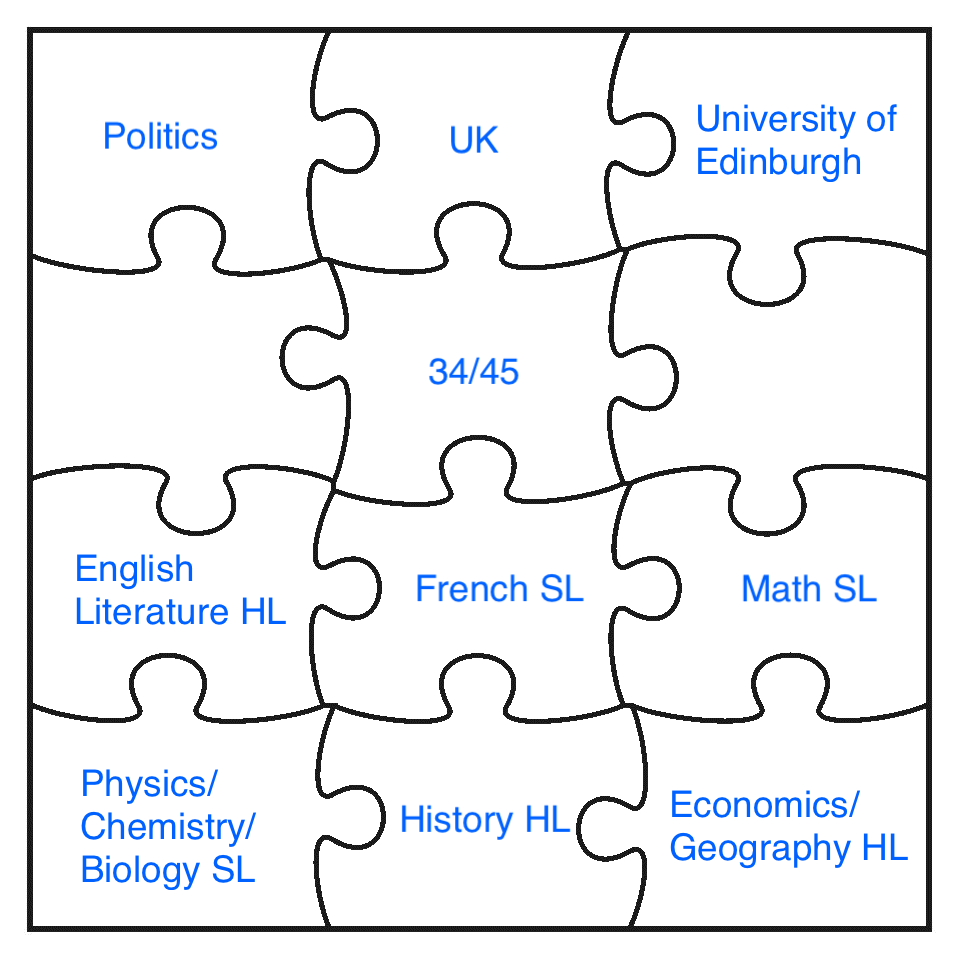 Politics
UK
University of
Edinburgh
34/45
English
Literature HL
French SL
Math SL
Physics/
Chemistry/
Biology SL
History HL
Economics/
Geography HL